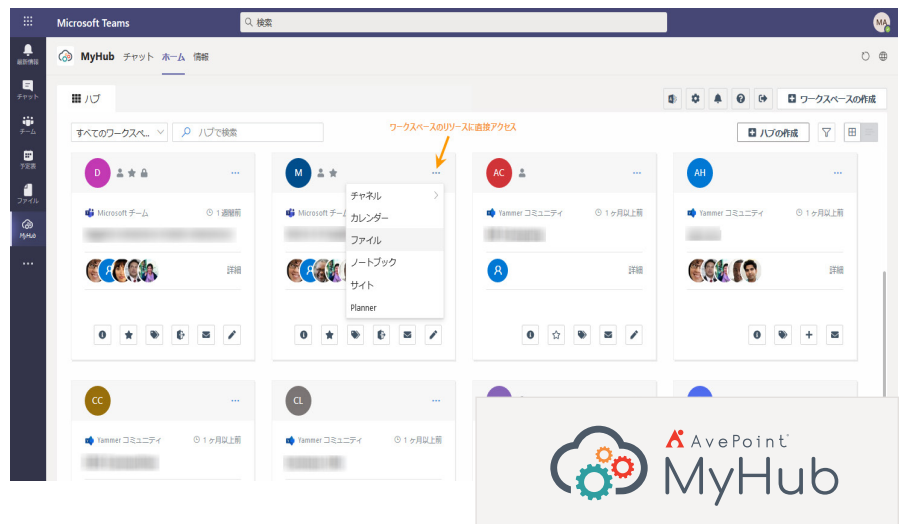 Microsoft Teams
検索
MA
最新情報
MyHub チャット ホーム 情報
チャット
ハブ
ワークスペースの作成
チーム
すべてのワークスペ...
ハブで検索
ワークスペースのリリースに直接アクセス
ハブの作成
予定表
ファイル
MyHub
D
M
AC
AH
Microsoft チーム
1 週間前
Microsoft チーム
Yammer コミュニティ
1 ヶ月以上前
Yammer コミュニティ
1 ヶ月以上前
チャネル
カレンダー
ファイル
ノートブック
サイト
Planner
詳細
詳細
詳細
CC
CL
Yammer コミュニティ
1 ヶ月以上前
Yammer コミュニティ
1 ヶ月以上前
AvePoint
MyHub